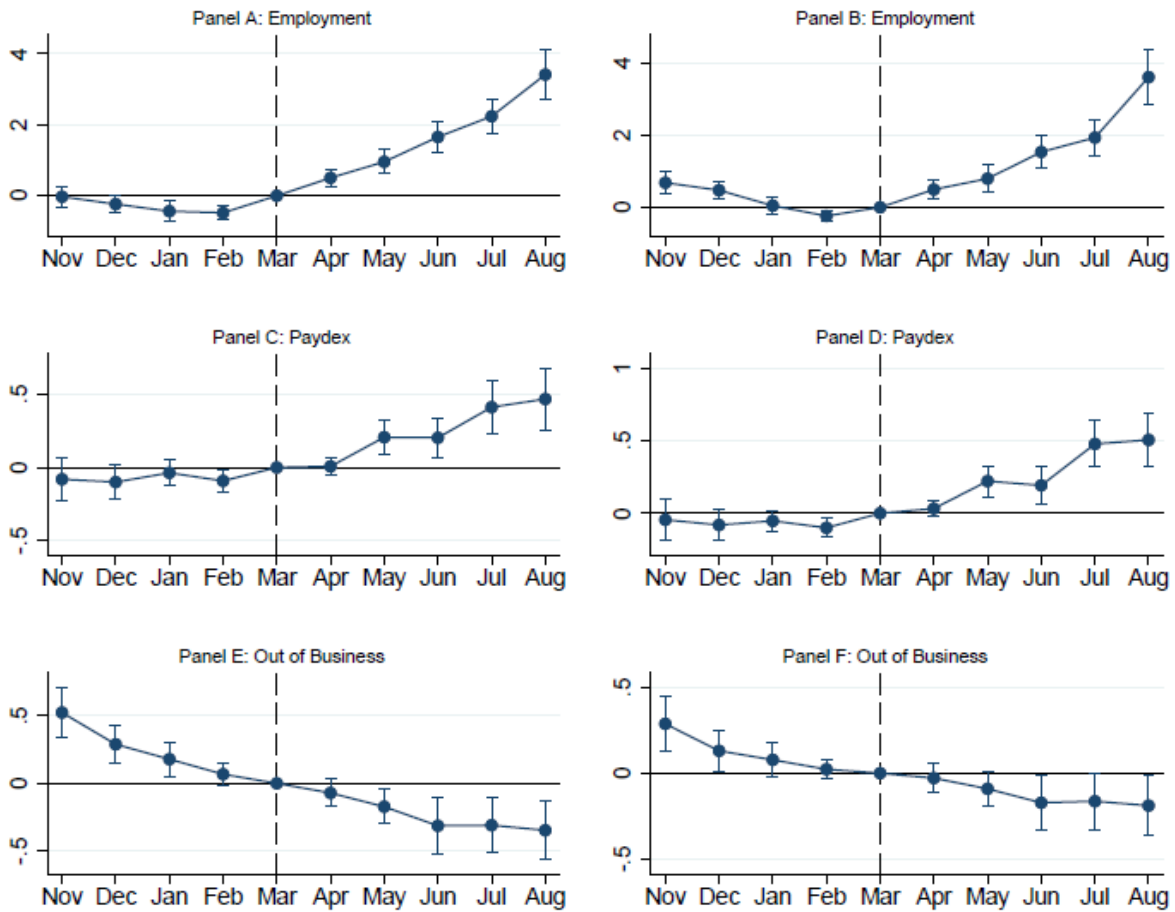 Panel A: Employment
4
2
0
Nov Dec Jan Feb Mar Apr May Jun Jul Aug
Panel B: Employment
4
2
0
Nov Dec Jan Feb Mar Apr May Jun Jul Aug
Panel C: Paydex
.5
0
-.5
Nov Dec Jan Feb Mar Apr May Jun Jul Aug
Panel D: Paydex
1
.5
0
Nov Dec Jan Feb Mar Apr May Jun Jul Aug
Panel E: Out of Business
.5
0
-.5
Nov Dec Jan Feb Mar Apr May Jun Jul Aug
Panel F: Out of Business
.5
0
-.5
Nov Dec Jan Feb Mar Apr May Jun Jul Aug